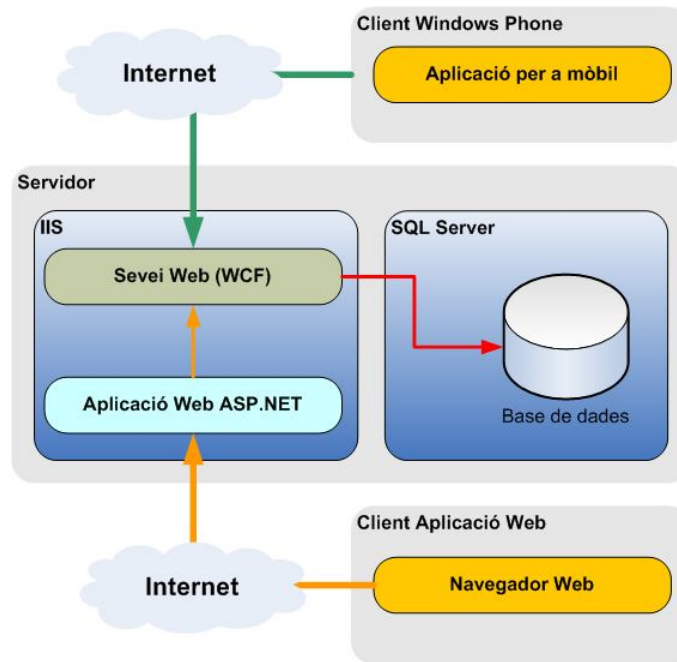 Client Windows Phone
Internet
Aplicació per a mòbil
Servidor
IIS
SQL Server
Sevei Web (WCF)
Aplicació Web ASP.NET
Base de dades
Client Aplicació Web
Internet
Navegador Web